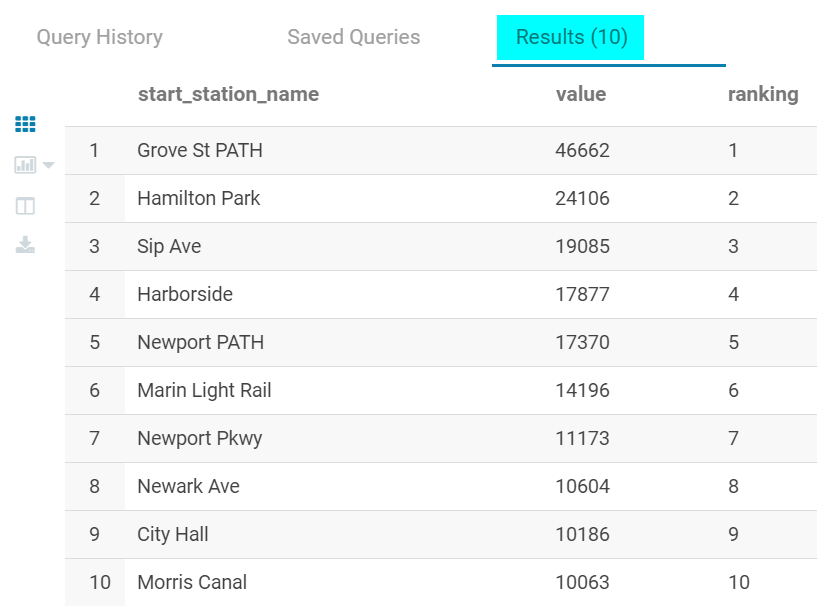 Query History Saved Queries Results (10)
start_station_name value ranking
1 Grove St PATH 46662 1
2 Hamilton Park 24106 2
3 Sip Ave 19085 3
4 Harborside 17877 4
5 Newport PATH 17370 5
6 Marin Light Rail 14196 6
7 Newport Pkwy 11173 7
8 Newark Ave 10604 8
9 City Hall 10186 9
10 Morris Canal 10063 10